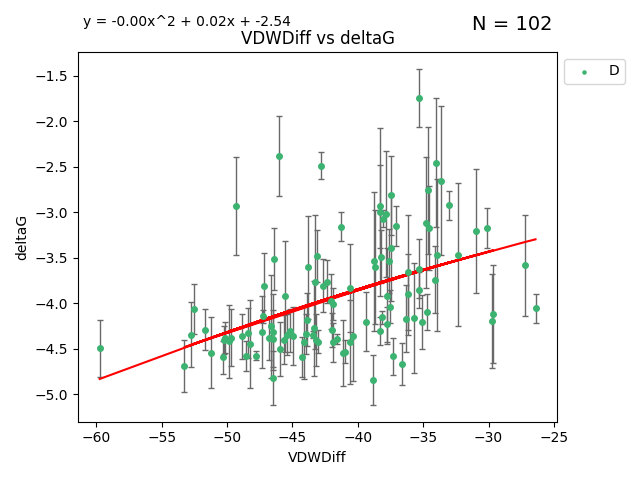 y = -0.00x^2 + 0.02x + -2.54
N = 102
VDWDiff vs deltaG
D
deltaG
−1.5
−2.0
−2.5
−3.0
−3.5
−4.0
−4.5
−5.0
−60 −55 −50 −45 −40 −35 −30 −25
VDWDiff